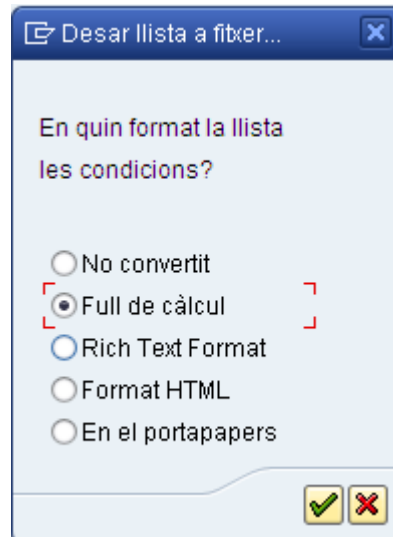 Desar llista a fitxer...
En quin format la llista
les condicions?
No convertit
Full de càlcul
Rich Text Format
Format HTML
En el portapapers